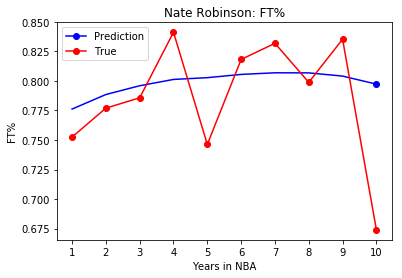 Nate Robinson: FT%
Prediction
True
FT%
0.850
0.825
0.800
0.775
0.750
0.725
0.700
0.675
1 2 3 4 5 6 7 8 9 10
Years in NBA